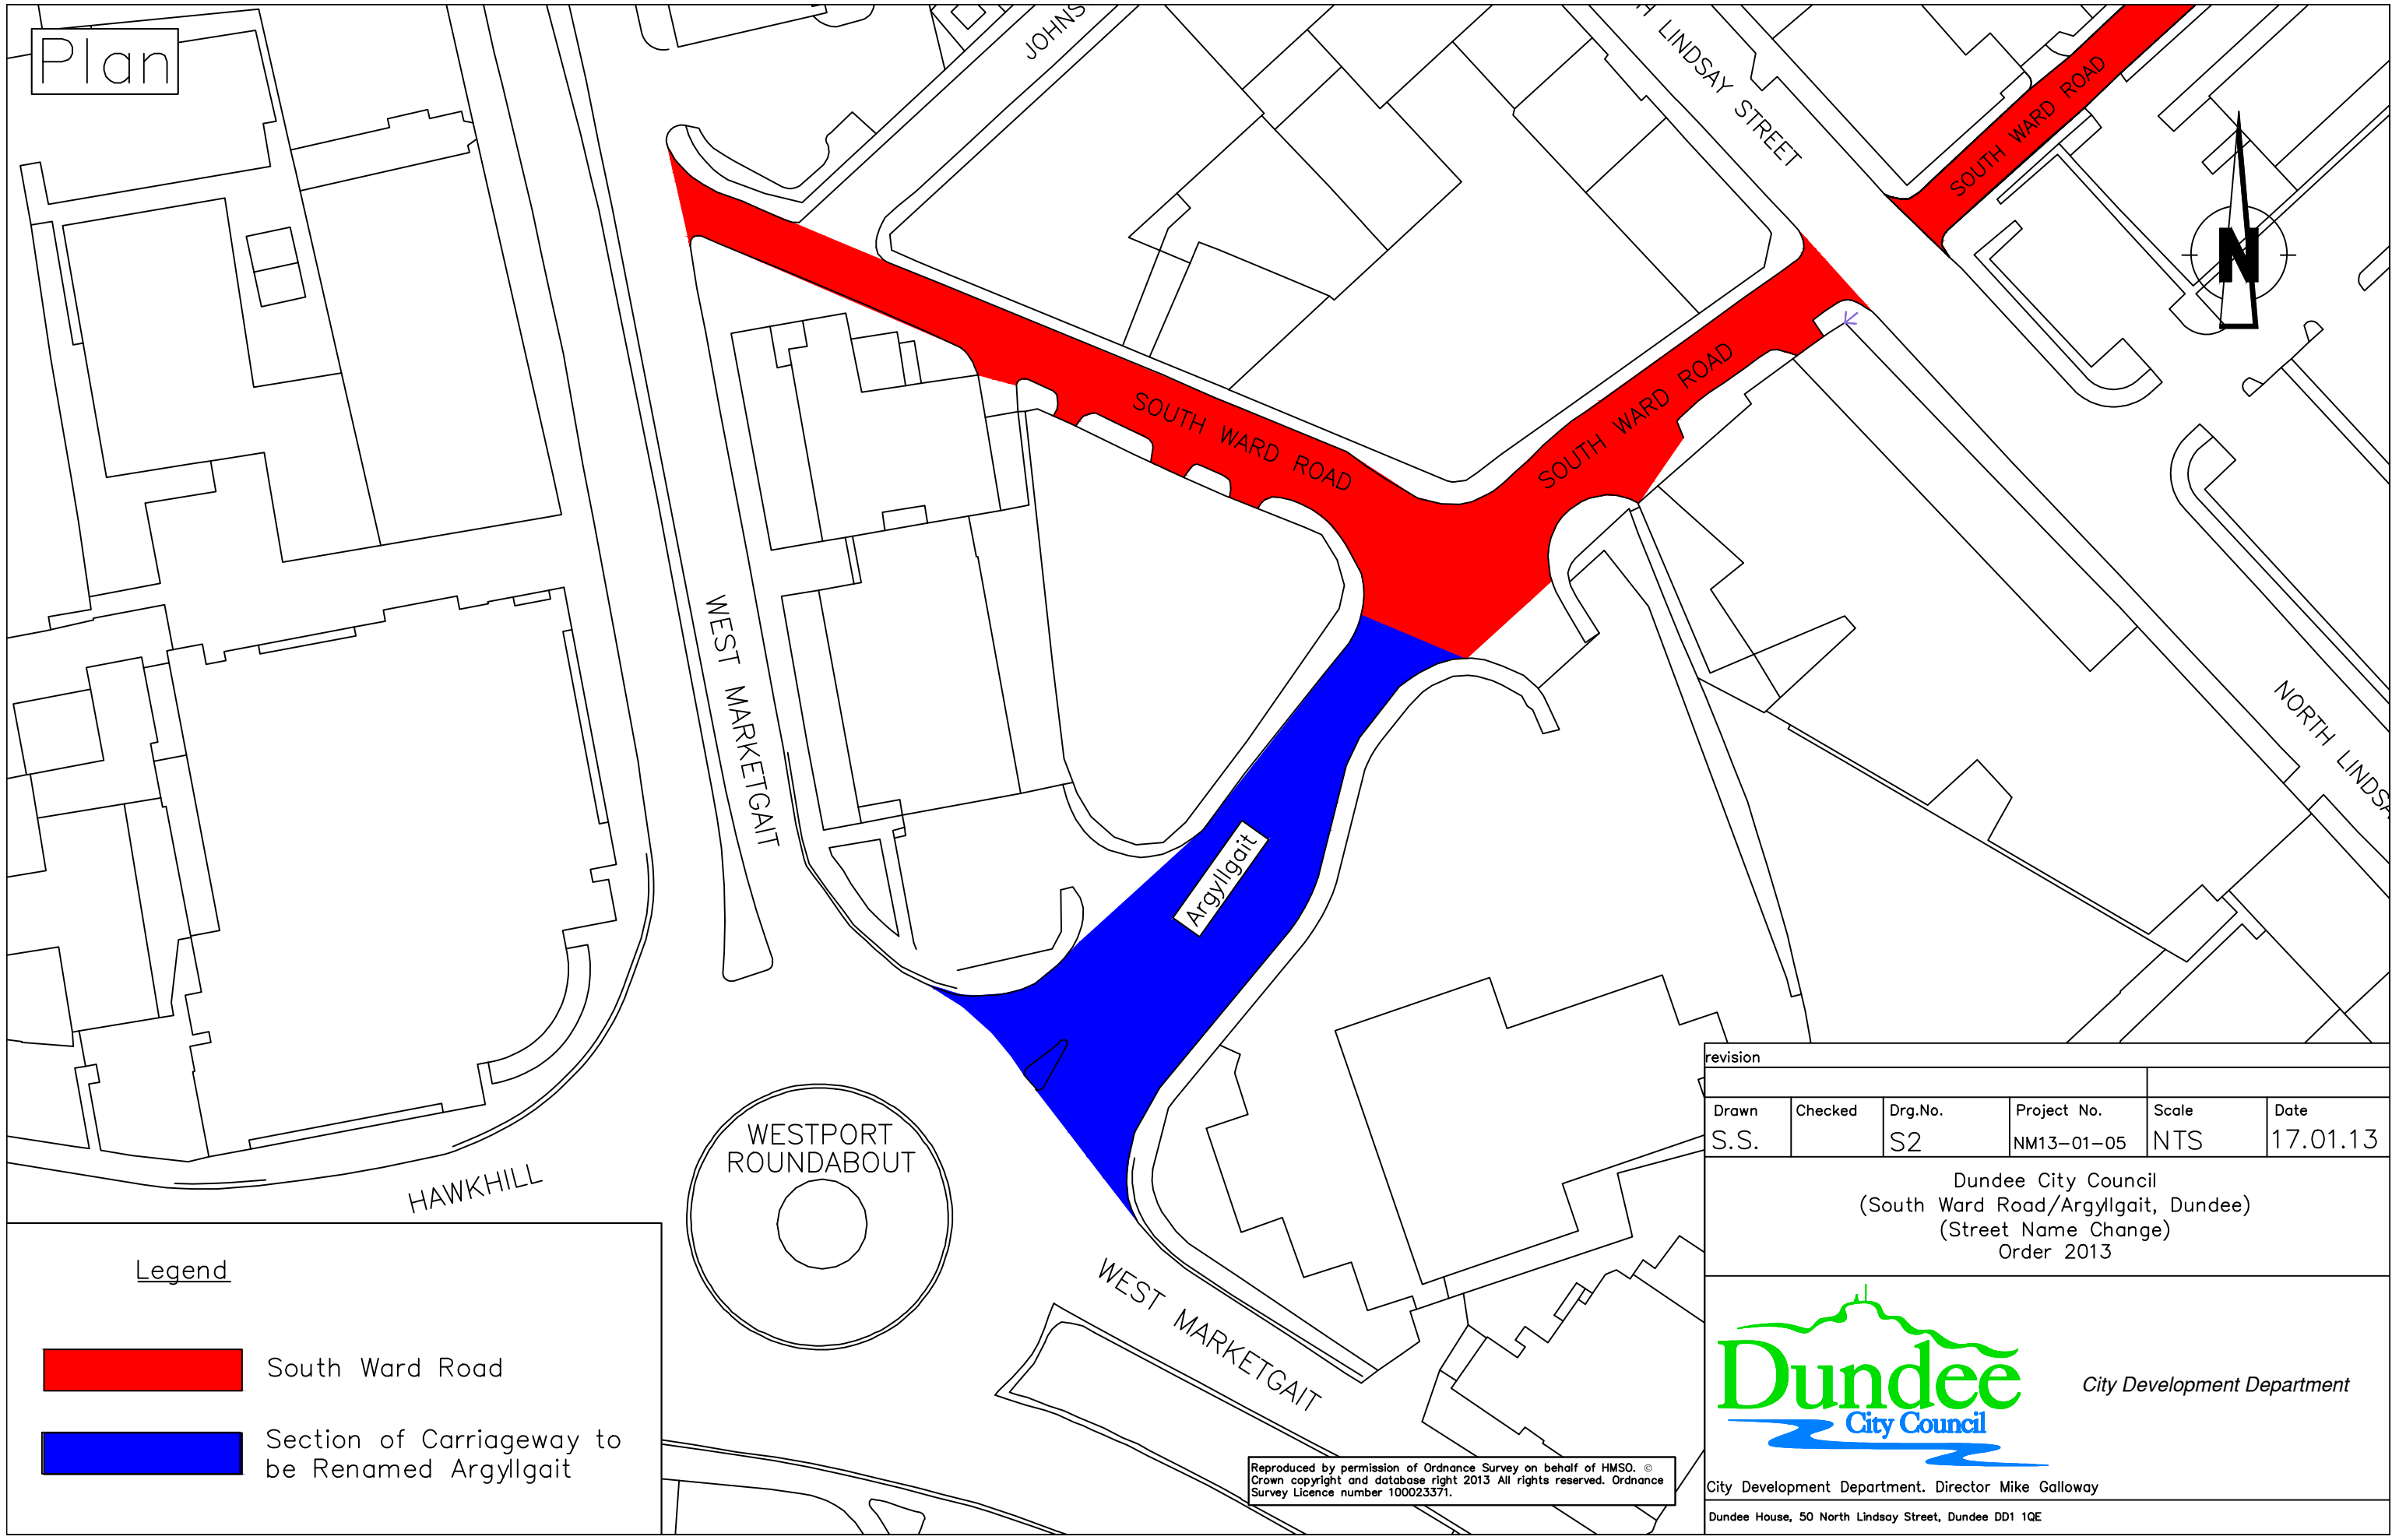 Plan
JOHNS
H LINDSAY STREET
SOUTH WARD ROAD
N
SOUTH WARD ROAD
SOUTH WARD ROAD
WEST MARKETGAIT
NORTH LINDSA
Argyllgait
WESTPORT
ROUNDABOUT
HAWKHILL
WEST MARKETGAIT
Legend
South Ward Road
Section of Carriageway to
be Renamed Argyllgait
Reproduced by permission of Ordnance Survey on behalf of HMSO. ©
Crown copyright and database right 2013 All rights reserved. Ordnance
Survey Licence number 100023371.
revision
Drawn Checked Drg.No. Project No. Scale Date
S.S. S2 NM13-01-05 NTS 17.01.13
Dundee City Council
(South Ward Road/Argyllgait, Dundee)
(Street Name Change)
Order 2013
Dundee
City Council
City Development Department
City Development Department. Director Mike Galloway
Dundee House, 50 North Lindsay Street, Dundee DD1 1QE